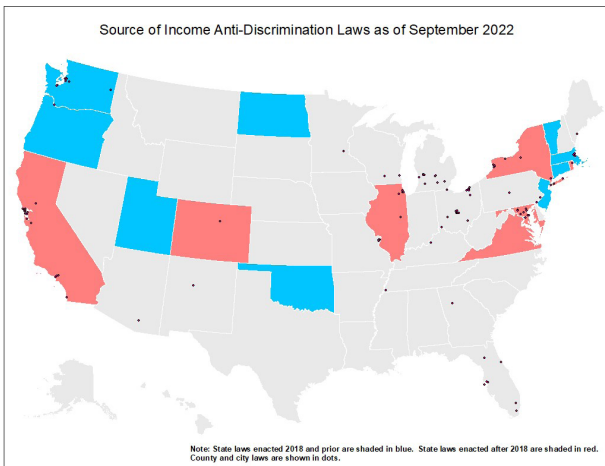 Source of Income Anti-Discrimination Laws as of September 2022
Note: State laws enacted 2018 and prior are shaded in blue. State laws enacted after 2018 are shaded in red.
County and city laws are shown in dots.